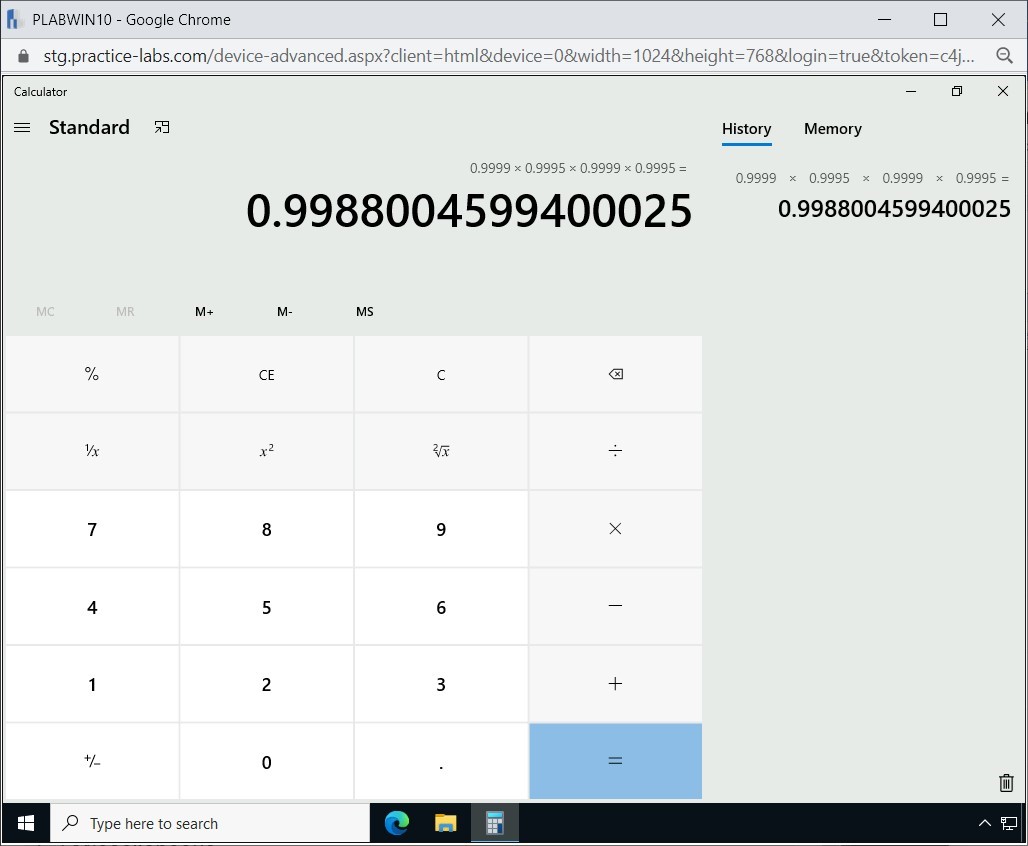 PLABWIN10 - Google Chrome
stg.practice-labs.com/device-advanced.aspx?client=html&device=0&width=1024&height=768&login=true&token=c4j...
Calculator
Standard
History Memory
0.9999 × 0.9995 × 0.9999 × 0.9995 =
0.9988004599400025
0.9999 × 0.9995 × 0.9999 × 0.9995 =
0.9988004599400025
MC MR M+ M- MS
% CE C
¹/x x² ²√x ÷
7 8 9 ×
4 5 6 −
1 2 3 +
+/− 0 . =
Type here to search